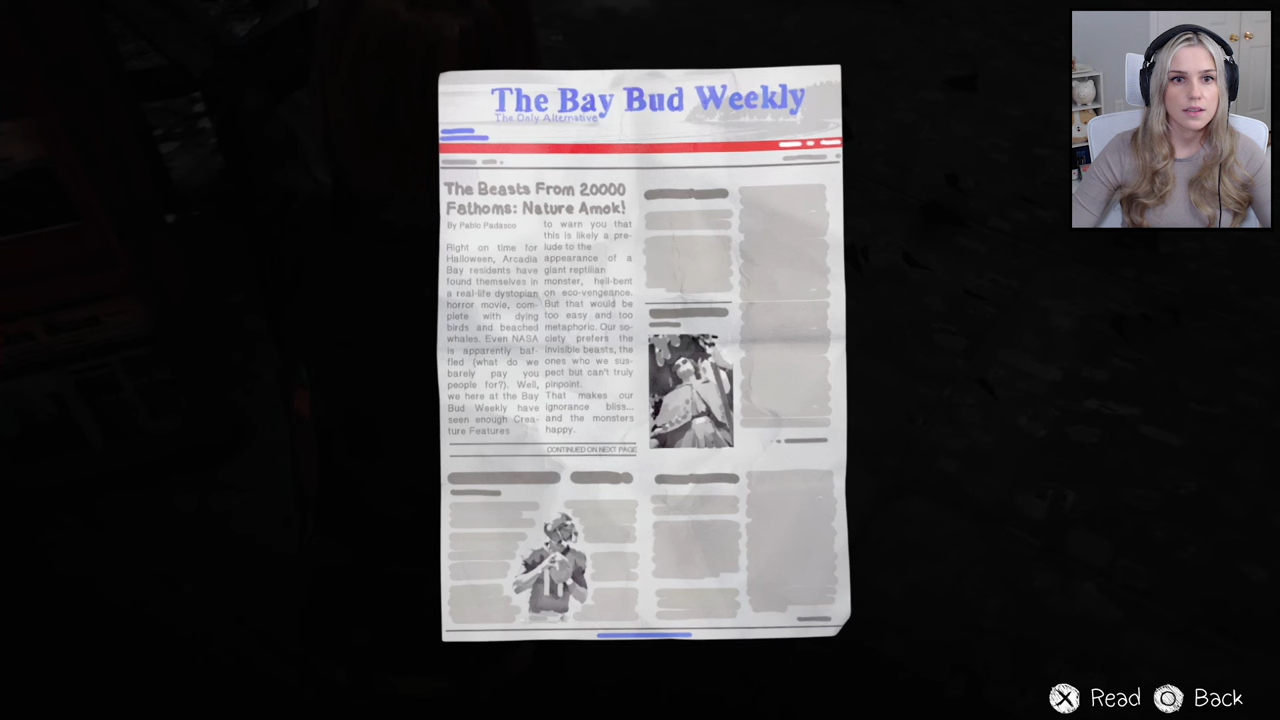 The Bay Bud Weekly
The Only Alternative
The Beasts From 20000
Fathoms: Nature Amok!
By Pablo Padasco
Right on time for
Halloween, Arcadia
Bay residents have
found themselves in
a real-life dystopian
horror movie, com-
plete with dying
birds and beached
whales. Even NASA
is apparently baf-
fled (what do we
barely pay you
people for?). Well,
we here at the Bay
Bud Weekly have
seen enough Crea-
ture Features
to warn you that
this is likely a pre-
lude to the
appearance of a
giant reptilian
monster, hell-bent
on eco-vengeance.
But that would be
too easy and too
metaphoric. Our so-
ciety prefers the
invisible beasts, the
ones who we sus-
pect but can't truly
pinpoint.
That makes our
ignorance bliss...
and the monsters
happy.
CONTINUED ON NEXT PAGE
Read
Back